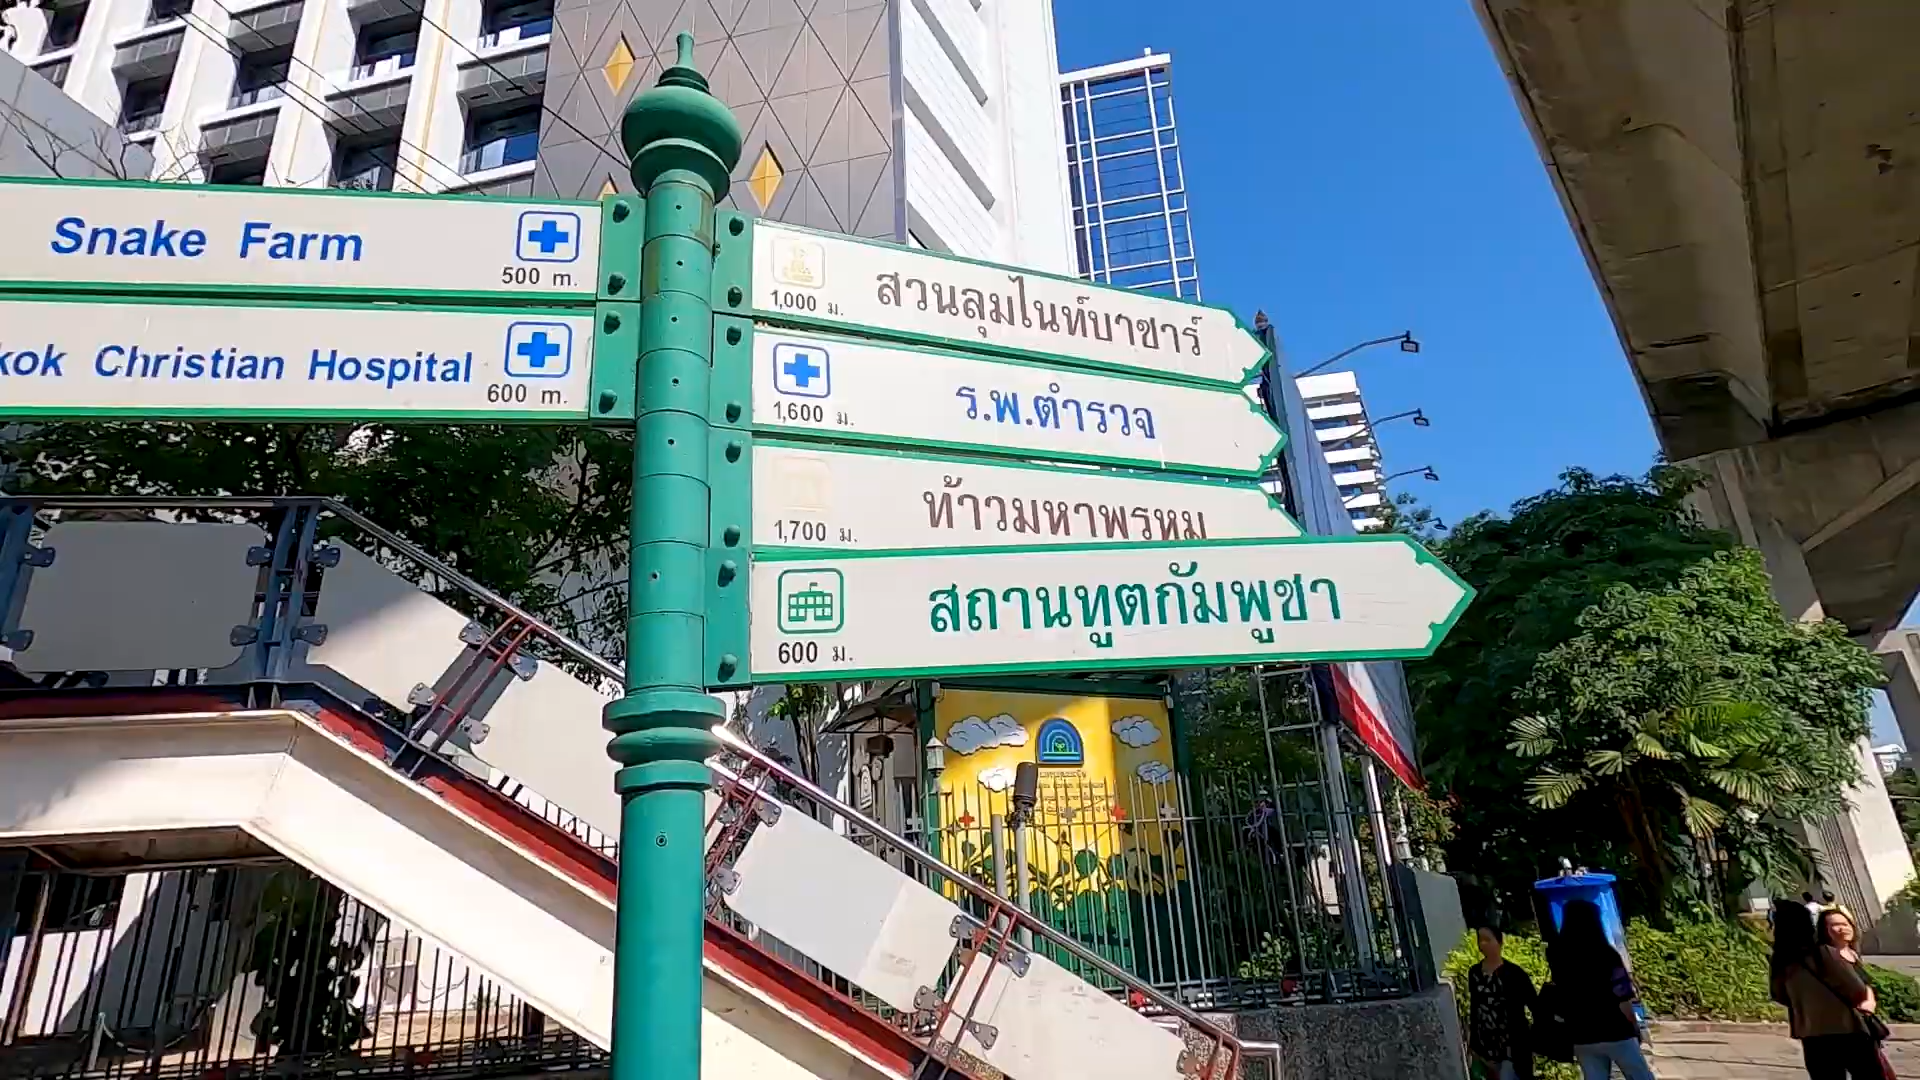 Snake Farm
500 m.
kok Christian Hospital
600 m.
สวนลุมไนท์บาซาร์
1,000 ม.
ร.พ.ตำรวจ
1,600 ม.
ท้าวมหาพรหม
1,700 ม.
สถานทูตกัมพูชา
600 ม.